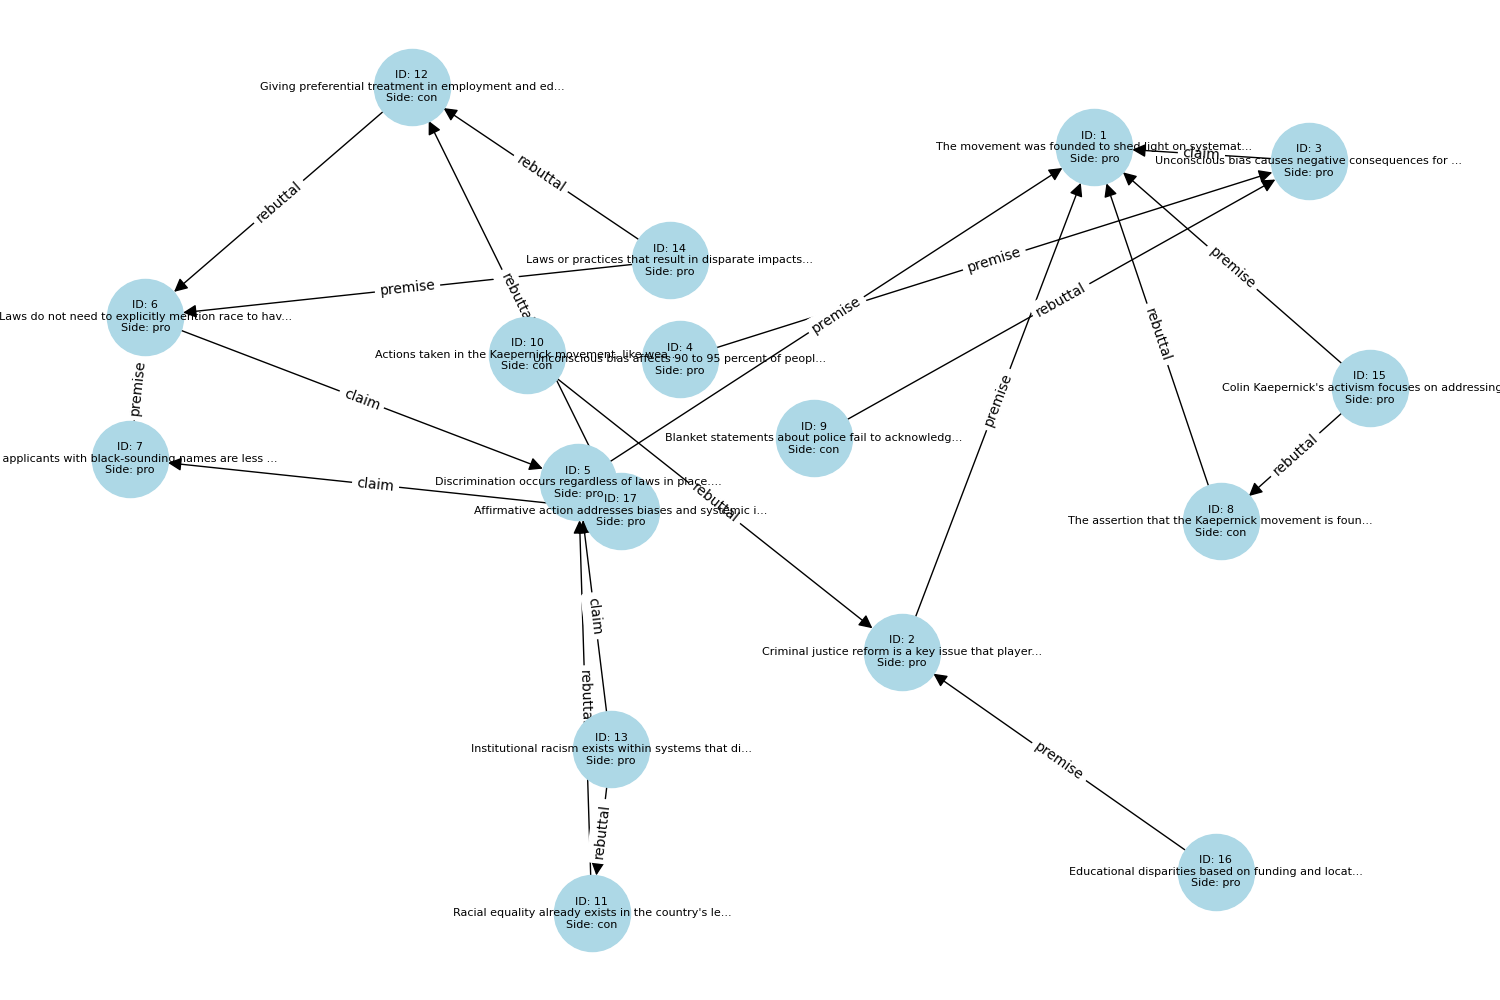 ID: 12
Giving preferential treatment in employment and ed...
Side: con
ID: 1
The movement was founded to shed light on systemat...
Side: pro
claim
ID: 3
Unconscious bias causes negative consequences for ...
Side: pro
rebuttal
rebuttal
ID: 14
Laws or practices that result in disparate impacts...
Side: pro
premise
premise
premise
rebuttal
rebuttal
premise
ID: 6
Laws do not need to explicitly mention race to hav...
Side: pro
rebuttal
ID: 10
Actions taken in the Kaepernick movement, like wea...
Side: con
ID: 4
Unconscious bias affects 90 to 95 percent of peopl...
Side: pro
premise
claim
premise
ID: 15
Colin Kaepernick's activism focuses on addressing
Side: pro
ID: 9
Blanket statements about police fail to acknowledg...
Side: con
rebuttal
ID: 7
applicants with black-sounding names are less ...
Side: pro
claim
ID: 5
Discrimination occurs regardless of laws in place....
Side: pro
ID: 17
Affirmative action addresses biases and systemic i...
Side: pro
rebuttal
ID: 8
The assertion that the Kaepernick movement is foun...
Side: con
claim
rebuttal
ID: 2
Criminal justice reform is a key issue that player...
Side: pro
ID: 13
Institutional racism exists within systems that di...
Side: pro
premise
rebuttal
ID: 16
Educational disparities based on funding and locat...
Side: pro
ID: 11
Racial equality already exists in the country's le...
Side: con